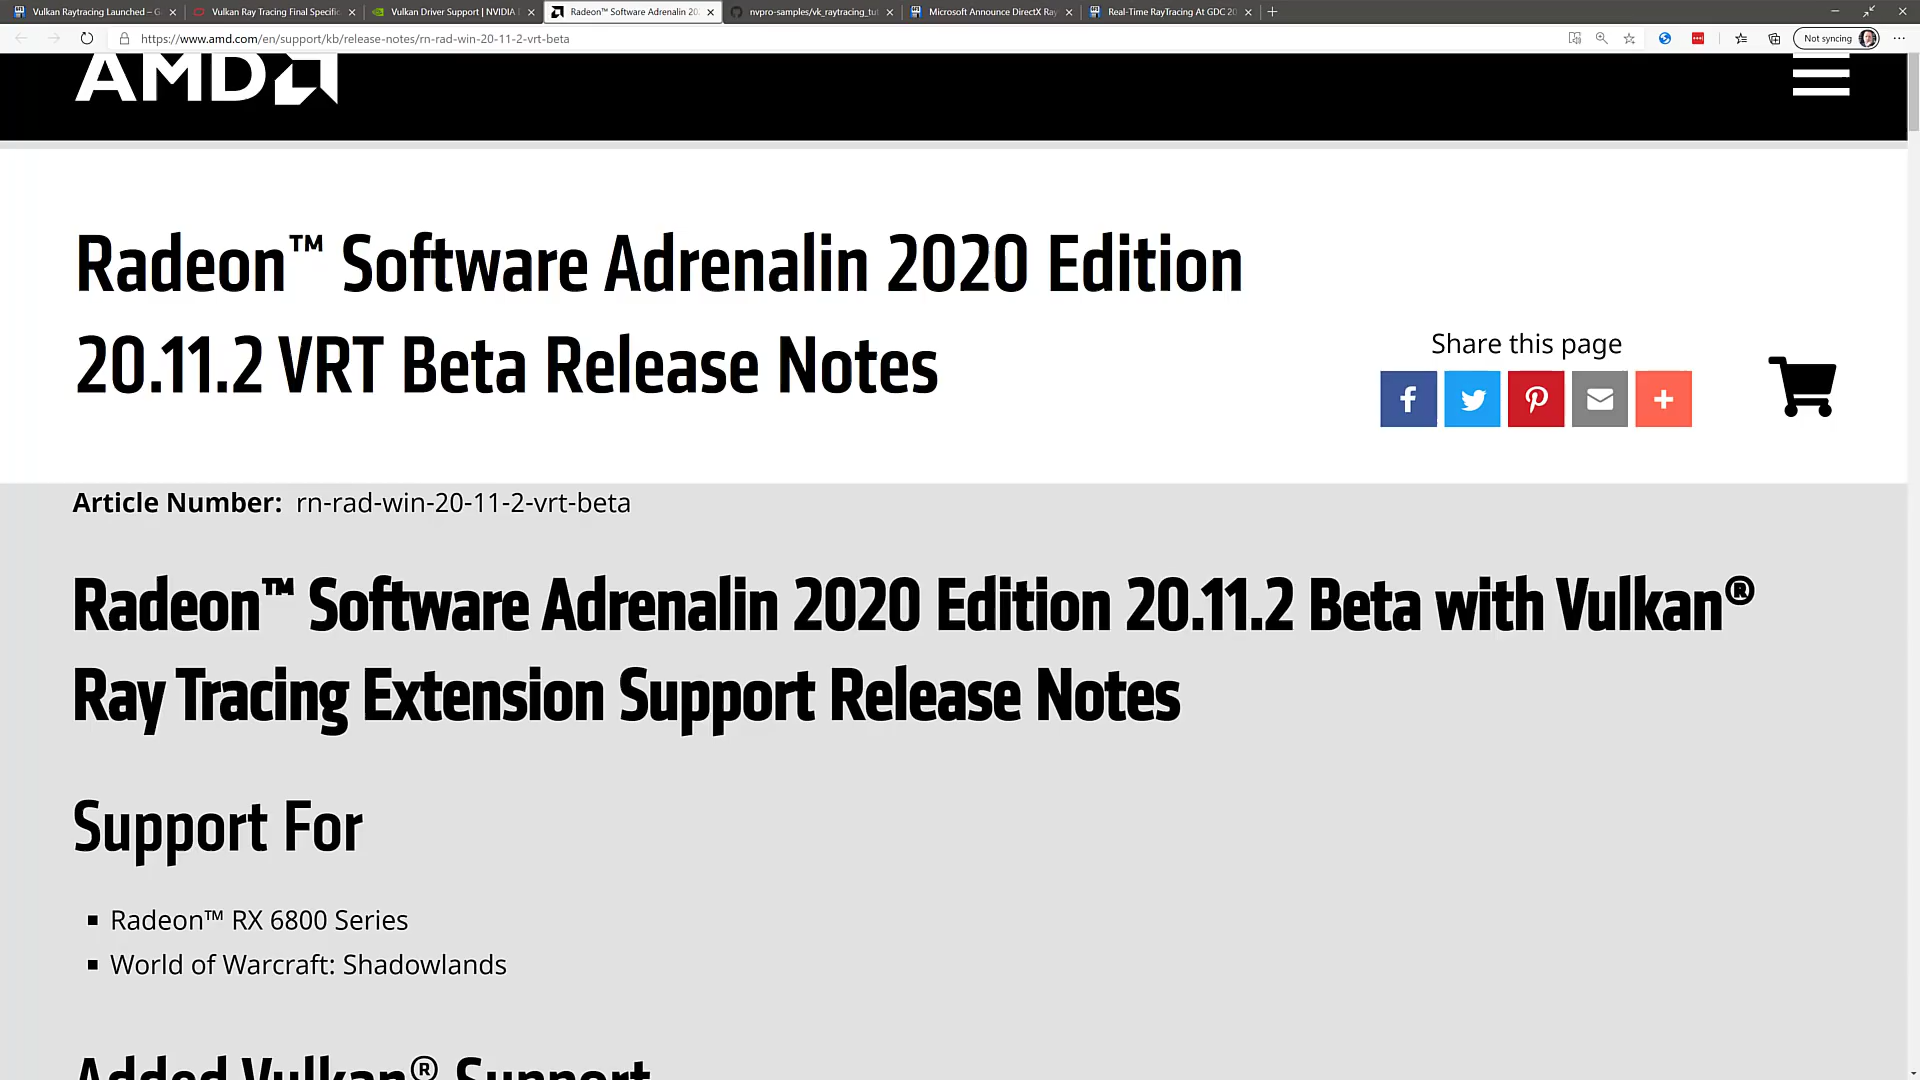 Vulkan Raytracing Launched – G
Vulkan Ray Tracing Final Specific
Vulkan Driver Support | NVIDIA
Radeon™ Software Adrenalin 20
nvpro-samples/vk_raytracing_tut
Microsoft Announce DirectX Ray
Real-Time RayTracing At GDC 20
https://www.amd.com/en/support/kb/release-notes/rn-rad-win-20-11-2-vrt-beta
Not syncing
AMD
Radeon™ Software Adrenalin 2020 Edition
20.11.2 VRT Beta Release Notes
Share this page
Article Number: rn-rad-win-20-11-2-vrt-beta
Radeon™ Software Adrenalin 2020 Edition 20.11.2 Beta with Vulkan®
Ray Tracing Extension Support Release Notes
Support For
▪ Radeon™ RX 6800 Series
▪ World of Warcraft: Shadowlands
Added Vulkan® Support